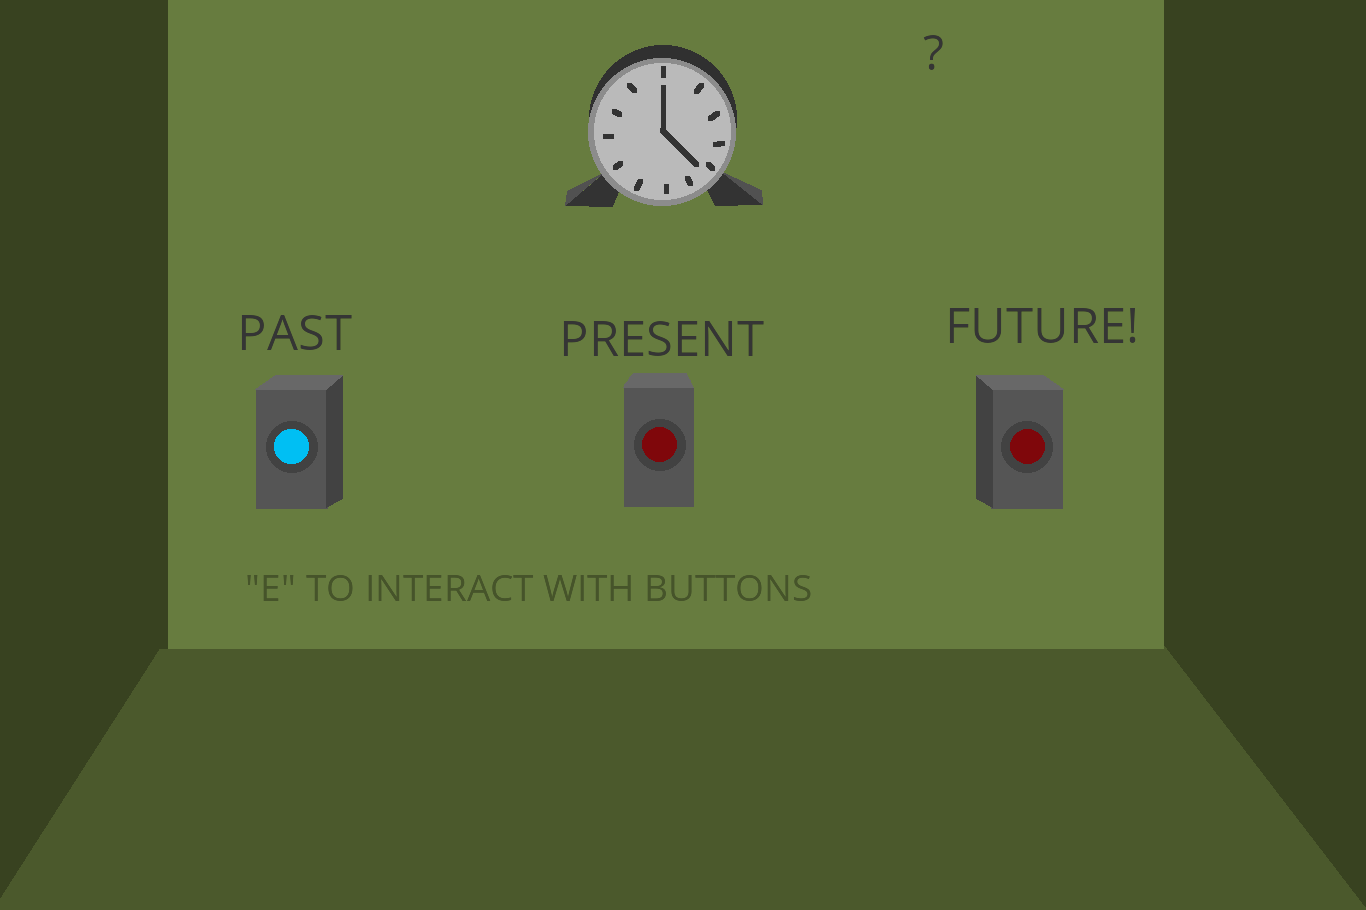 ?
PAST
PRESENT
FUTURE!
"E" TO INTERACT WITH BUTTONS